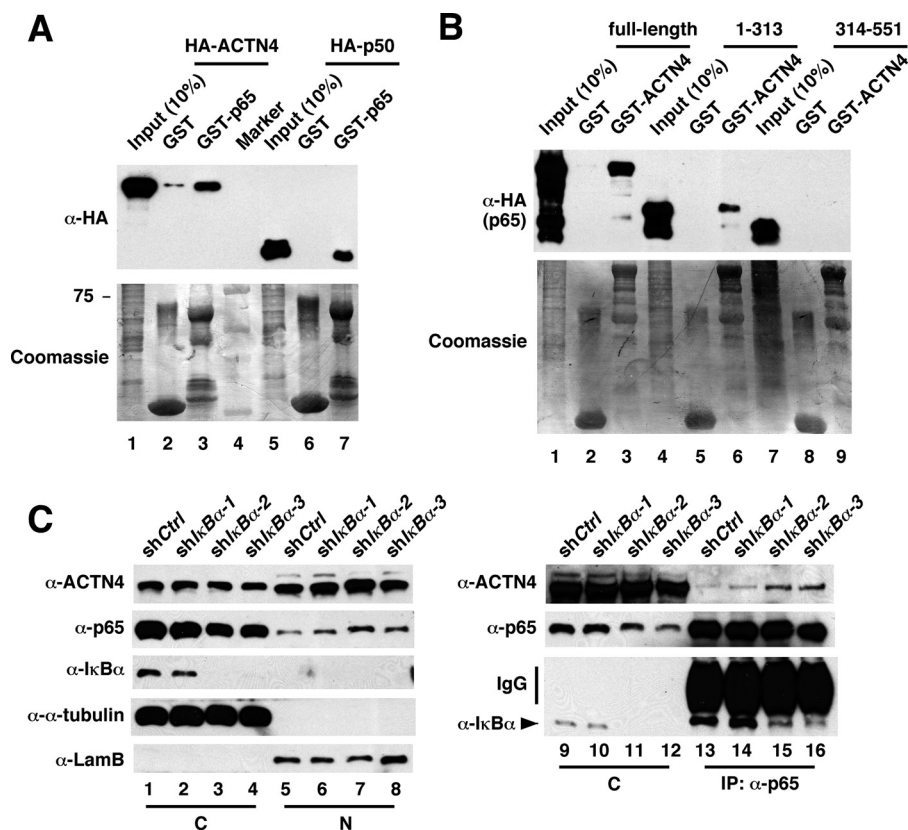 A
HA-ACTN4
HA-p50
Input (10%)
GST
GST-p65
Marker
Input (10%)
GST
GST-p65
α-HA
75 –
Coomassie
1 2 3 4 5 6 7
B
full-length
1-313
314-551
Input (10%)
GST
GST-ACTN4
Input (10%)
GST
GST-ACTN4
Input (10%)
GST
GST-ACTN4
α-HA
(p65)
Coomassie
1 2 3 4 5 6 7 8 9
C
shCtrl
shIκBα-1
shIκBα-2
shIκBα-3
shCtrl
shIκBα-1
shIκBα-2
shIκBα-3
α-ACTN4
α-p65
α-IκBα
α-α-tubulin
α-LamB
1 2 3 4 5 6 7 8
C N
shCtrl
shIκBα-1
shIκBα-2
shIκBα-3
shCtrl
shIκBα-1
shIκBα-2
shIκBα-3
α-ACTN4
α-p65
IgG
α-IκBα
9 10 11 12 13 14 15 16
C IP: α-p65